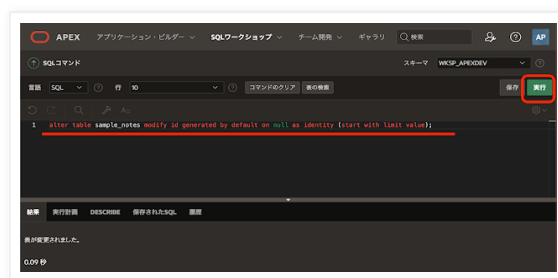 APEX アプリケーション・ビルダー SQLワークショップ チーム開発 ギャラリ 検索 AP
SQLコマンド スキーマ WKSP_APEXDEV
言語 SQL 行 10 コマンドのクリア 表の検索 保存 実行
1 alter table sample_notes modify id generated by default on null as identity (start with limit value);
結果 実行計画 DESCRIBE 保存されたSQL 履歴
表が変更されました。
0.09 秒